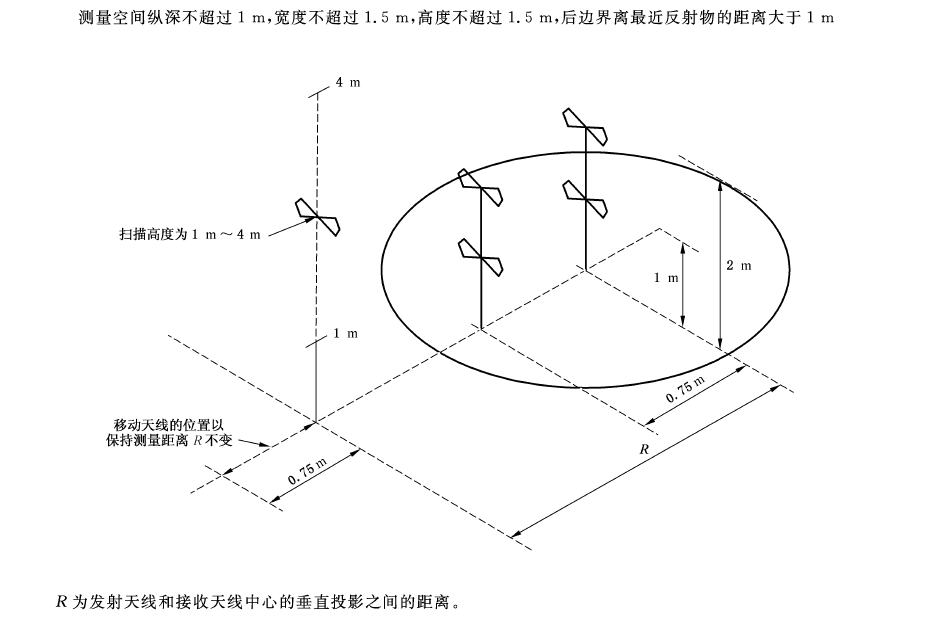 测量空间纵深不超过 1 m,宽度不超过 1.5 m,高度不超过 1.5 m,后边界离最近反射物的距离大于 1 m
4 m
扫描高度为 1 m～4 m
2 m
1 m
1 m
0.75 m
移动天线的位置以
保持测量距离 R 不变
R
0.75 m
R 为发射天线和接收天线中心的垂直投影之间的距离。